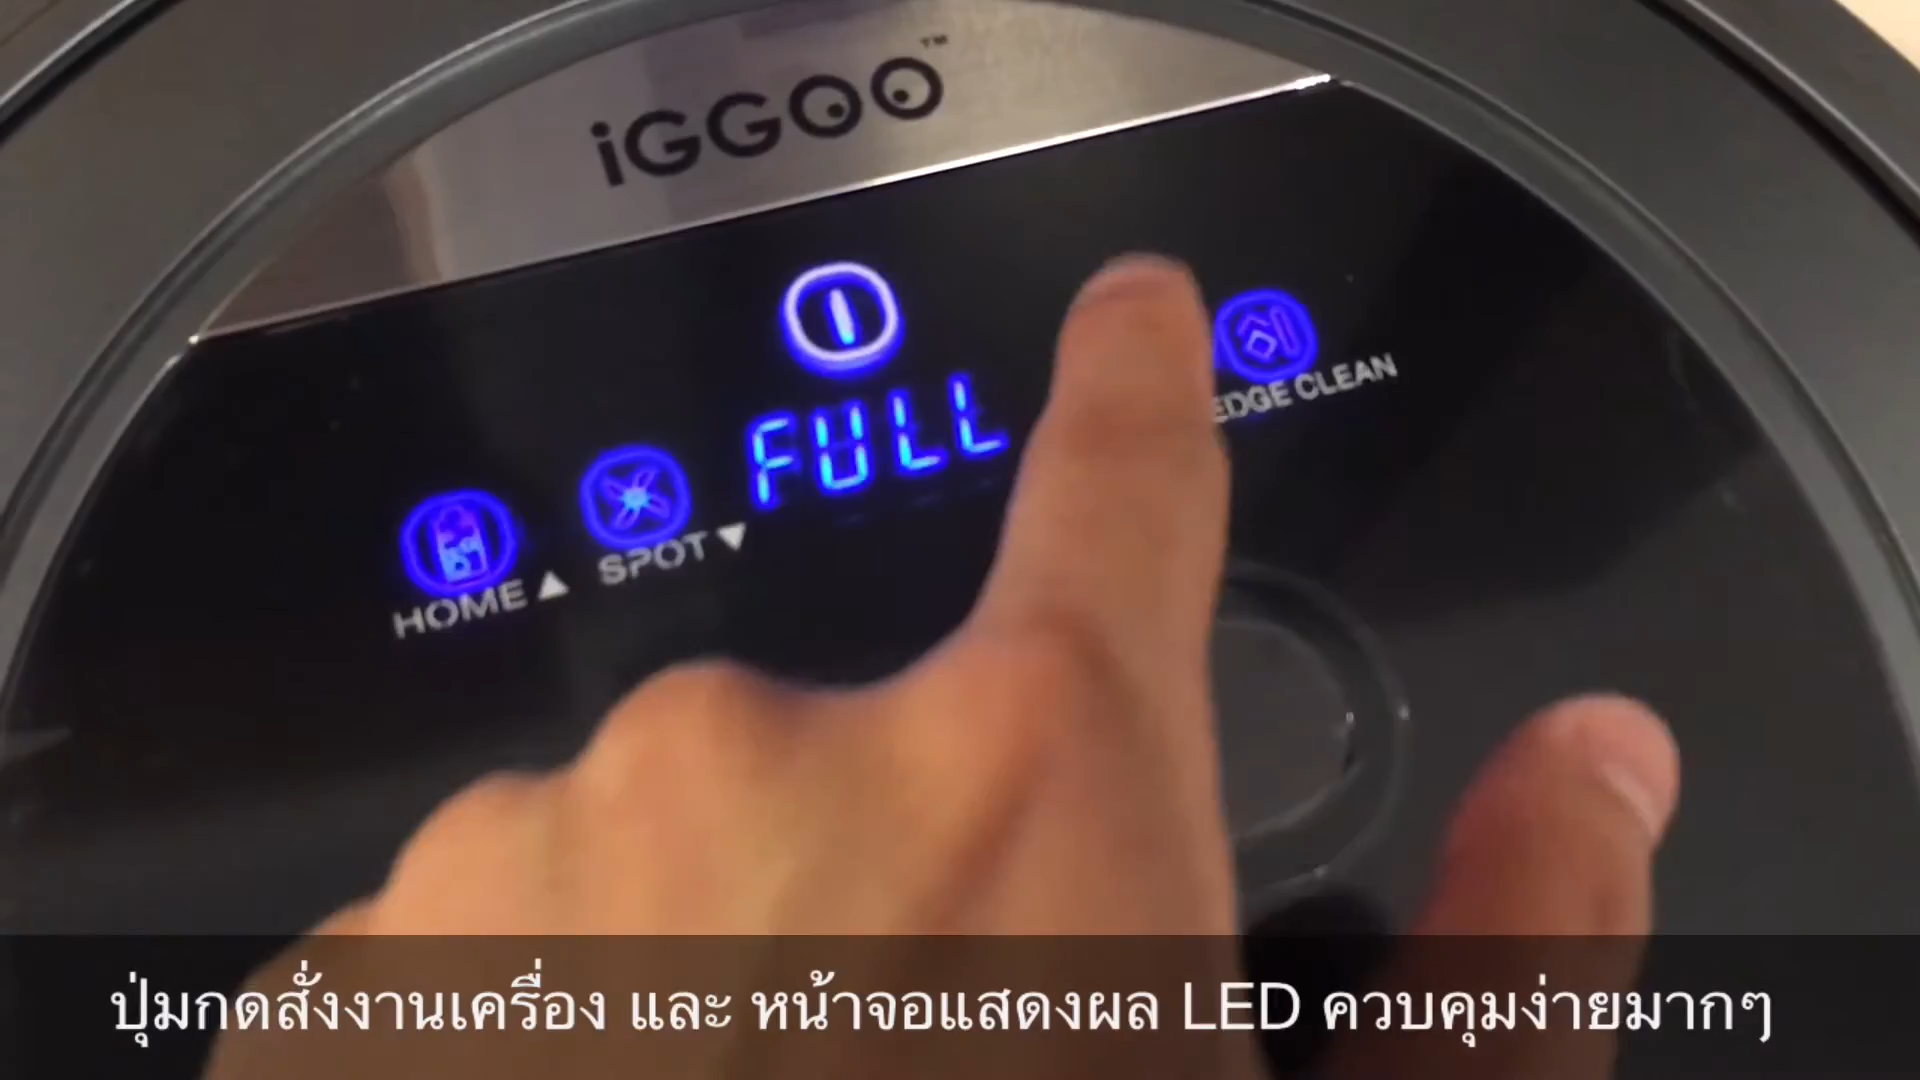 iGGOO™
FULL
EDGE CLEAN
SPOT ▼
HOME ▲
ปุ่มกดสั่งงานเครื่อง และ หน้าจอแสดงผล LED ควบคุมง่ายมากๆ